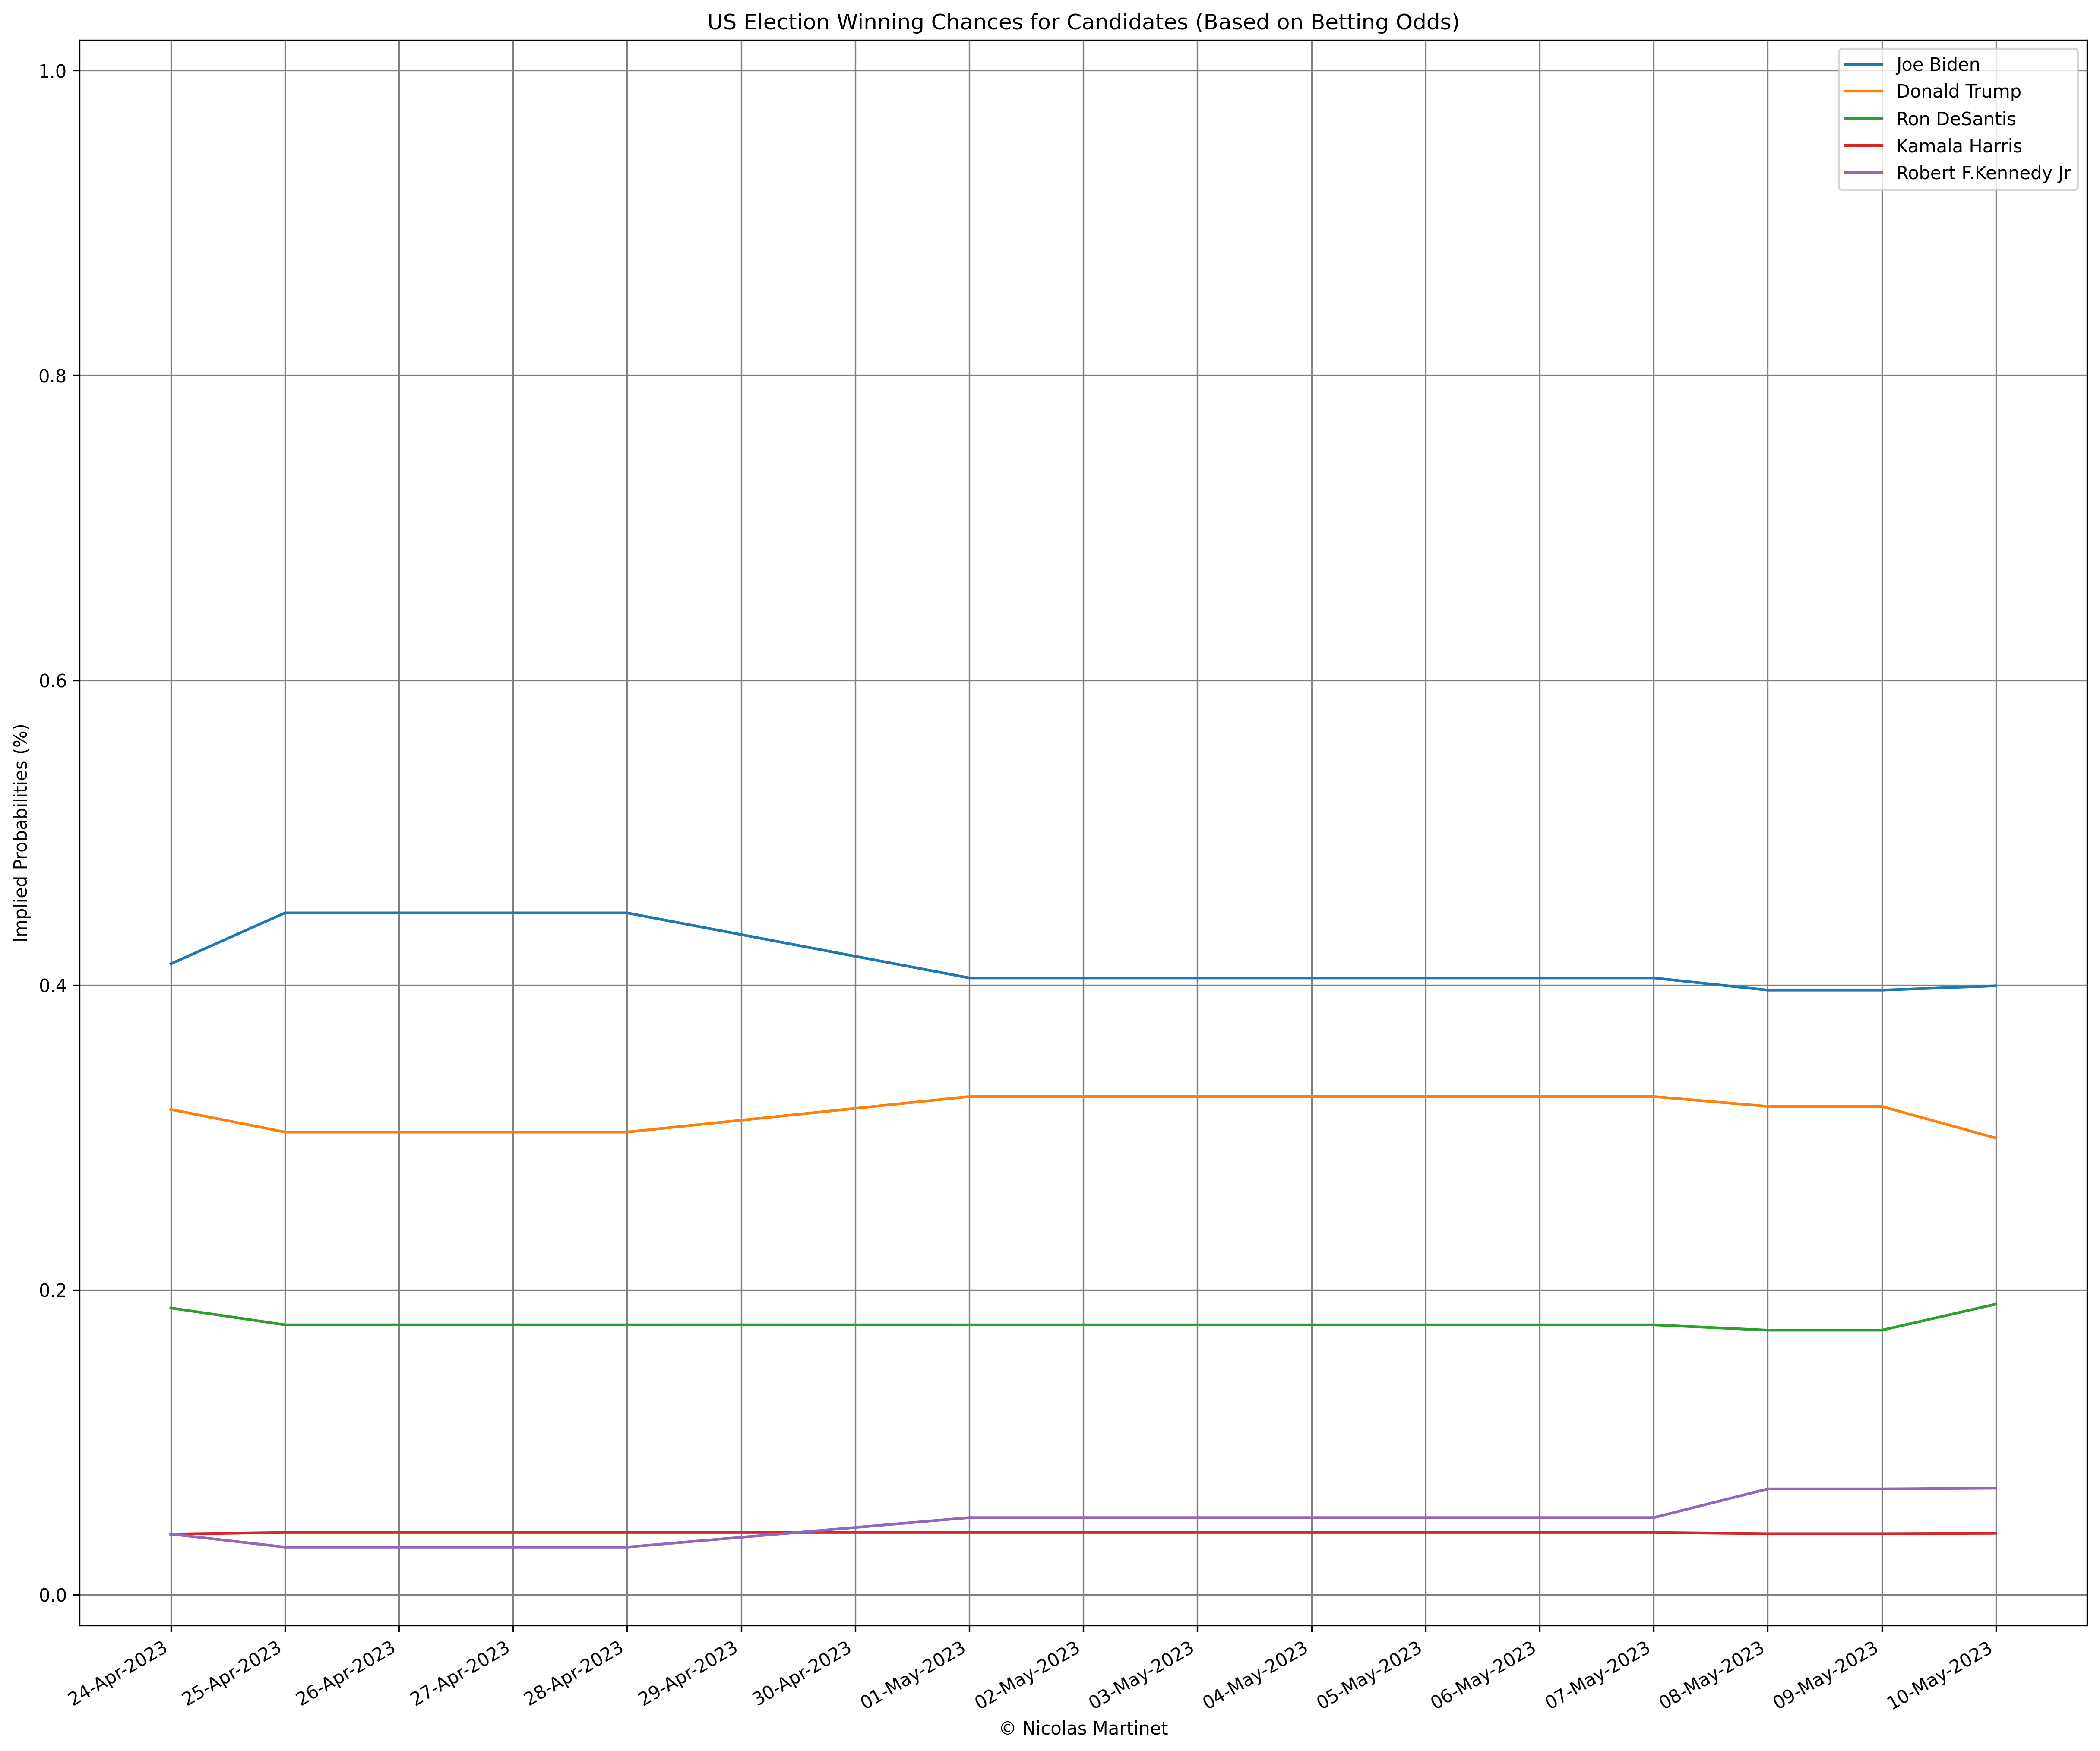 US Election Winning Chances for Candidates (Based on Betting Odds)
Joe Biden
Donald Trump
Ron DeSantis
Kamala Harris
Robert F.Kennedy Jr
Implied Probabilities (%)
1.0
0.8
0.6
0.4
0.2
0.0
24-Apr-2023
25-Apr-2023
26-Apr-2023
27-Apr-2023
28-Apr-2023
29-Apr-2023
30-Apr-2023
01-May-2023
02-May-2023
03-May-2023
04-May-2023
05-May-2023
06-May-2023
07-May-2023
08-May-2023
09-May-2023
10-May-2023
© Nicolas Martinet